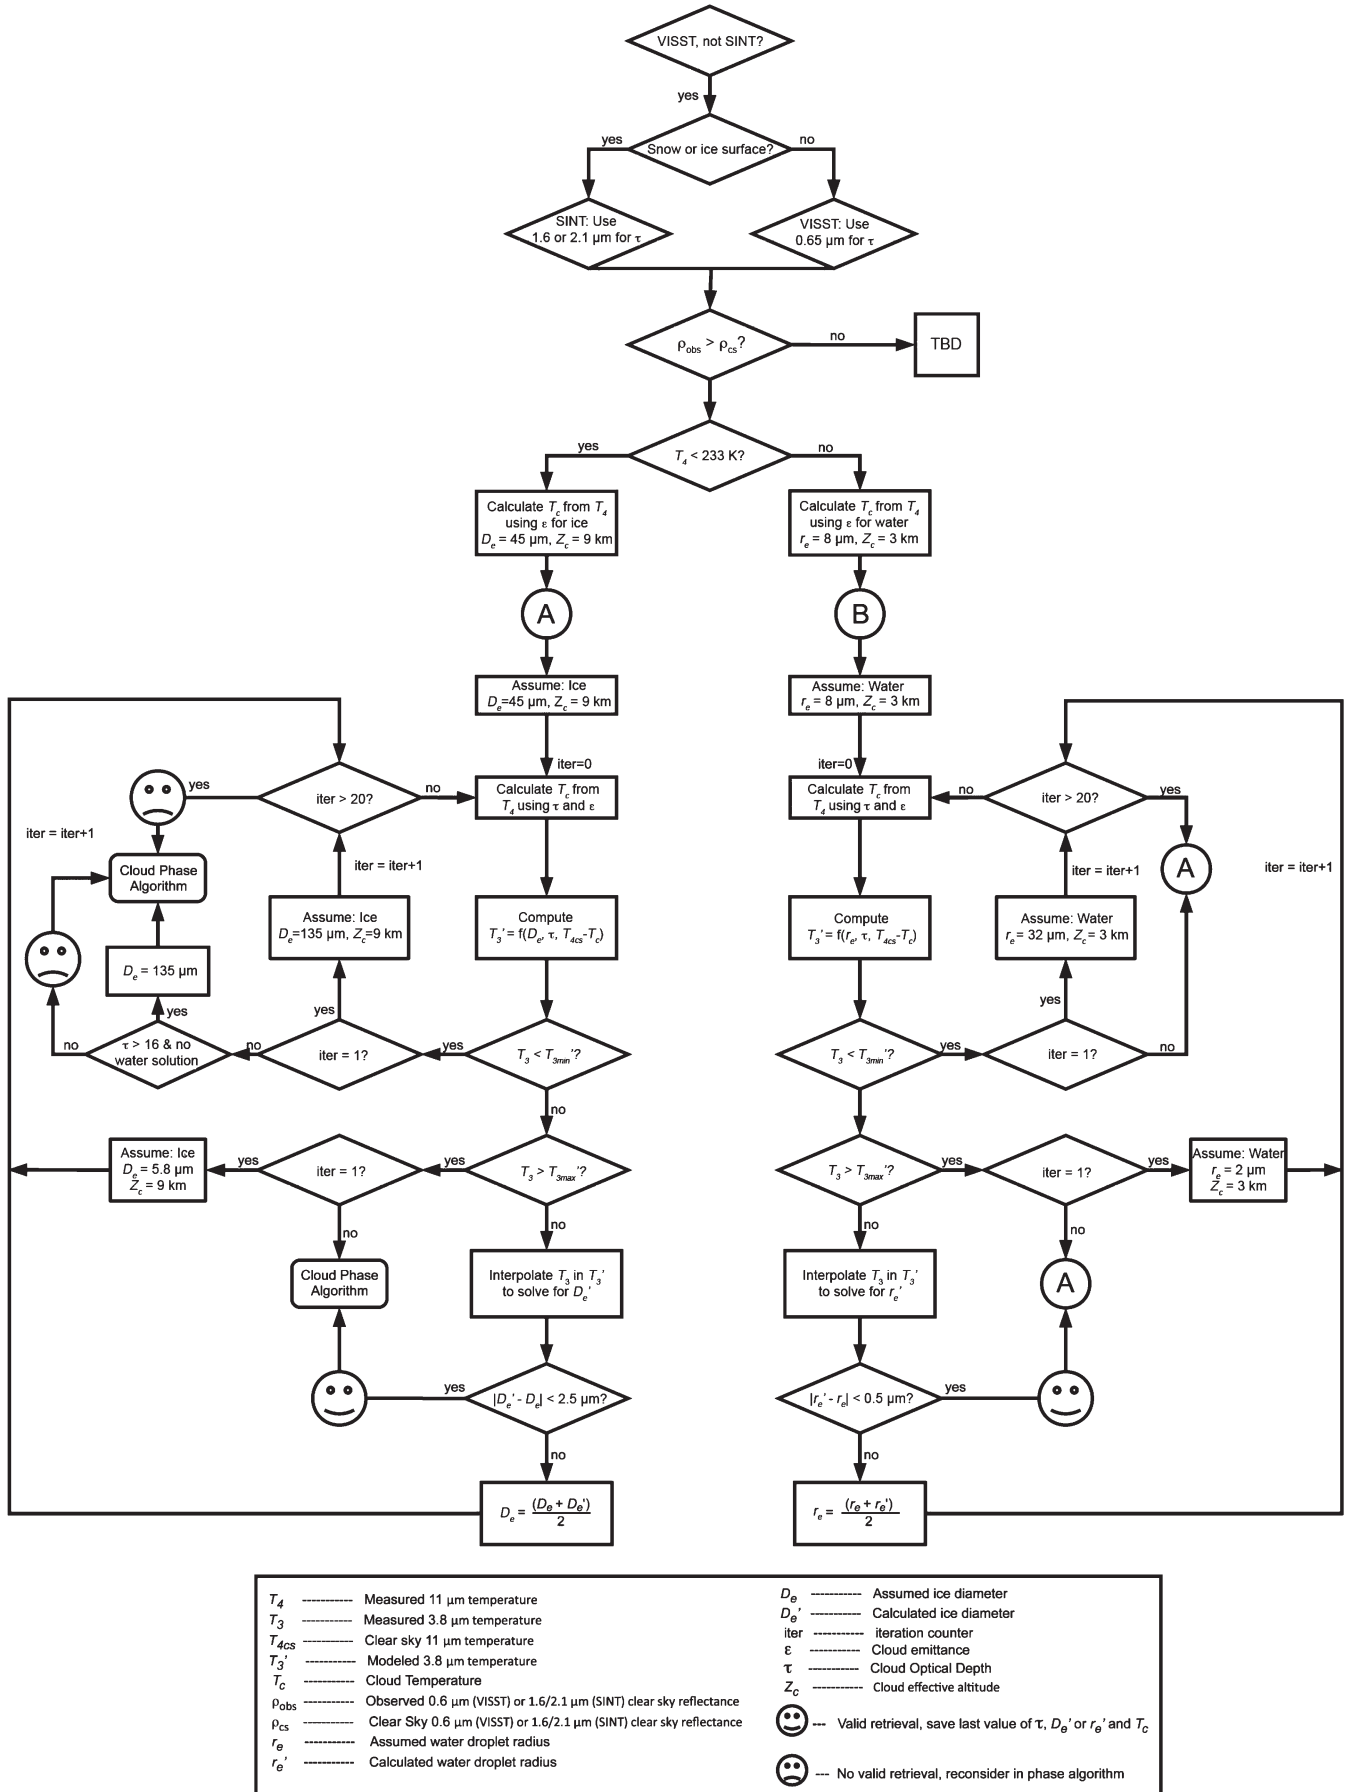 VISST, not SINT?
yes
Snow or ice surface?
yes
no
SINT: Use
1.6 or 2.1 µm for τ
VISST: Use
0.65 µm for τ
ρobs > ρcs?
no
TBD
T4 < 233 K?
yes
no
Calculate Tc from T4
using ε for ice
De = 45 µm, Zc = 9 km
Calculate Tc from T4
using ε for water
re = 8 µm, Zc = 3 km
A
B
Assume: Ice
De=45 µm, Zc = 9 km
Assume: Water
re = 8 µm, Zc = 3 km
iter=0
iter=0
yes
iter > 20?
no
Calculate Tc from
T4 using τ and ε
Calculate Tc from
T4 using τ and ε
no
iter > 20?
yes
iter = iter+1
Cloud Phase
Algorithm
iter = iter+1
iter = iter+1
A
iter = iter+1
Assume: Ice
De=135 µm, Zc=9 km
Compute
T3' = f(De, τ, T4cs-Tc)
Compute
T3' = f(re, τ, T4cs-Tc)
Assume: Water
re = 32 µm, Zc = 3 km
De = 135 µm
yes
yes
yes
no
τ > 16 & no
water solution
no
iter = 1?
yes
T3 < T3min'?
T3 < T3min'?
yes
iter = 1?
no
no
Assume: Ice
De = 5.8 µm
Zc = 9 km
yes
iter = 1?
yes
T3 > T3max'?
T3 > T3max'?
yes
iter = 1?
yes
Assume: Water
re = 2 µm
Zc = 3 km
no
no
no
no
Cloud Phase
Algorithm
Interpolate T3 in T3'
to solve for De'
Interpolate T3 in T3'
to solve for re'
A
yes
|De' - De| < 2.5 µm?
|re' - re| < 0.5 µm?
yes
no
no
De = (De + De')
2
re = (re + re')
2
T4 ----------- Measured 11 µm temperature
T3 ----------- Measured 3.8 µm temperature
T4cs ----------- Clear sky 11 µm temperature
T3' ----------- Modeled 3.8 µm temperature
Tc ----------- Cloud Temperature
ρobs ----------- Observed 0.6 µm (VISST) or 1.6/2.1 µm (SINT) clear sky reflectance
ρcs ----------- Clear Sky 0.6 µm (VISST) or 1.6/2.1 µm (SINT) clear sky reflectance
re ----------- Assumed water droplet radius
re' ----------- Calculated water droplet radius
De ----------- Assumed ice diameter
De' ----------- Calculated ice diameter
iter ----------- iteration counter
ε ----------- Cloud emittance
τ ----------- Cloud Optical Depth
Zc ----------- Cloud effective altitude
--- Valid retrieval, save last value of τ, De' or re' and Tc
--- No valid retrieval, reconsider in phase algorithm